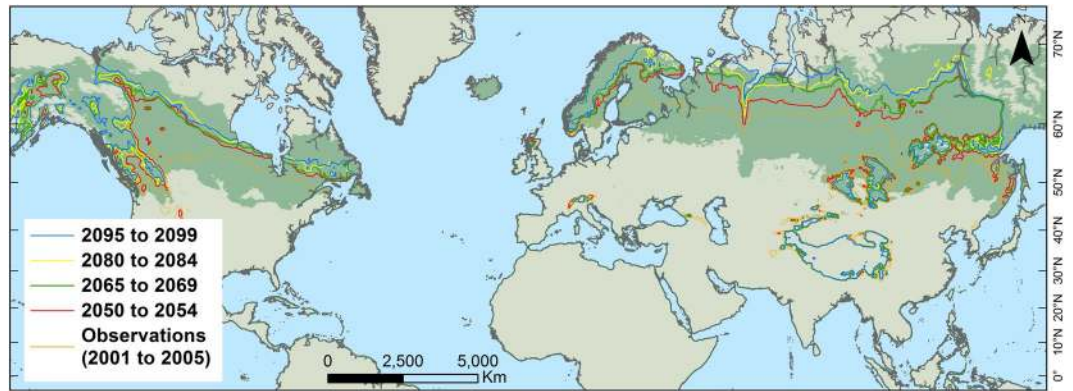 N
70°N
60°N
50°N
40°N
30°N
20°N
10°N
0°
2095 to 2099
2080 to 2084
2065 to 2069
2050 to 2054
Observations
(2001 to 2005)
0 2,500 5,000
Km